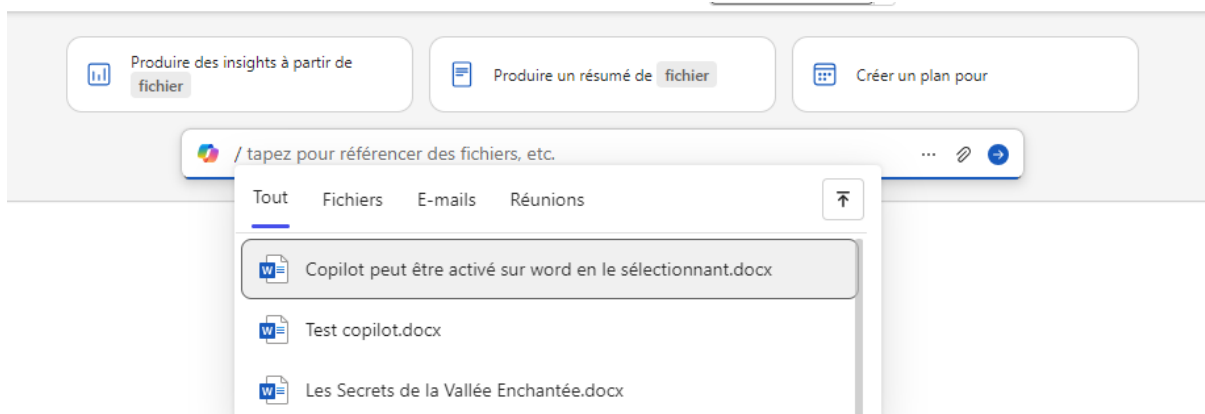 Produire des insights à partir de
fichier
Produire un résumé de fichier
Créer un plan pour
/ tapez pour référencer des fichiers, etc.
Tout Fichiers E-mails Réunions
Copilot peut être activé sur word en le sélectionnant.docx
Test copilot.docx
Les Secrets de la Vallée Enchantée.docx